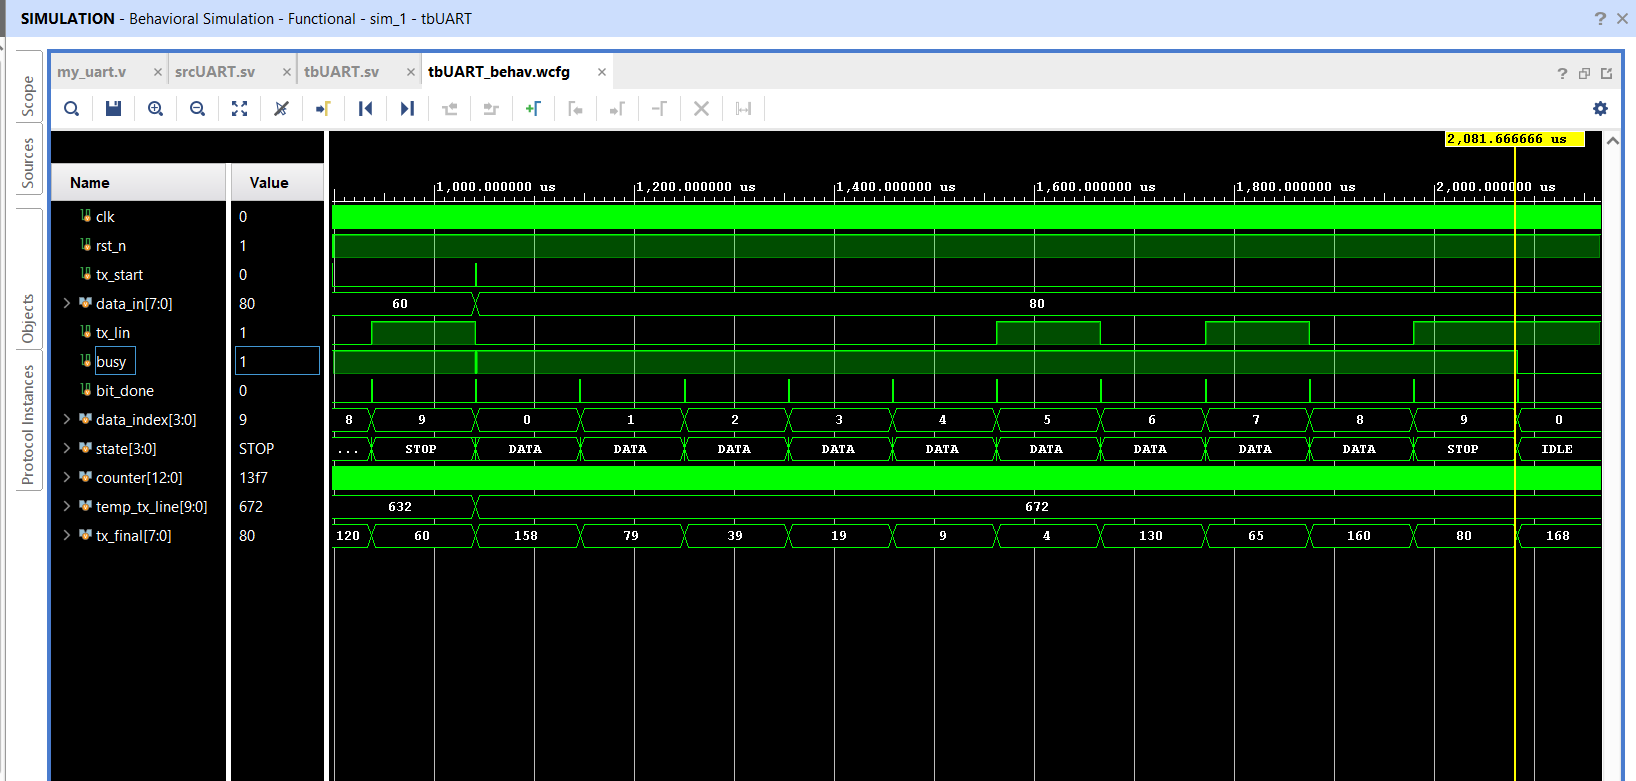 SIMULATION - Behavioral Simulation - Functional - sim_1 - tbUART ? ×
Scope
Sources
Objects
Protocol Instances
my_uart.v × srcUART.sv × tbUART.sv × tbUART_behav.wcfg × ?
2,081.666666 us
Name Value
1,000.000000 us 1,200.000000 us 1,400.000000 us 1,600.000000 us 1,800.000000 us 2,000.000000 us
clk 0
rst_n 1
tx_start 0
data_in[7:0] 80 60 80
tx_lin 1
busy 1
bit_done 0
data_index[3:0] 9 8 9 0 1 2 3 4 5 6 7 8 9 0
state[3:0] STOP ... STOP DATA DATA DATA DATA DATA DATA DATA DATA DATA STOP IDLE
counter[12:0] 13f7
temp_tx_line[9:0] 672 632 672
tx_final[7:0] 80 120 60 158 79 39 19 9 4 130 65 160 80 168